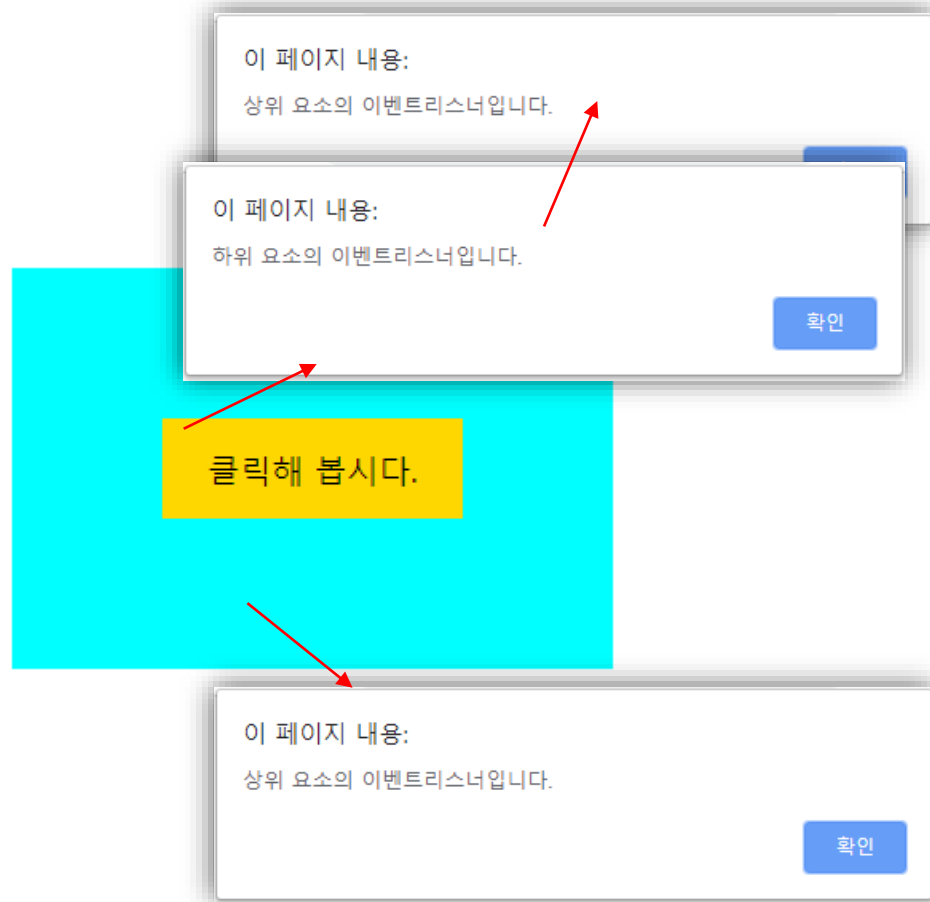 이 페이지 내용:
상위 요소의 이벤트리스너입니다.
이 페이지 내용:
하위 요소의 이벤트리스너입니다.
확인
클릭해 봅시다.
이 페이지 내용:
상위 요소의 이벤트리스너입니다.
확인